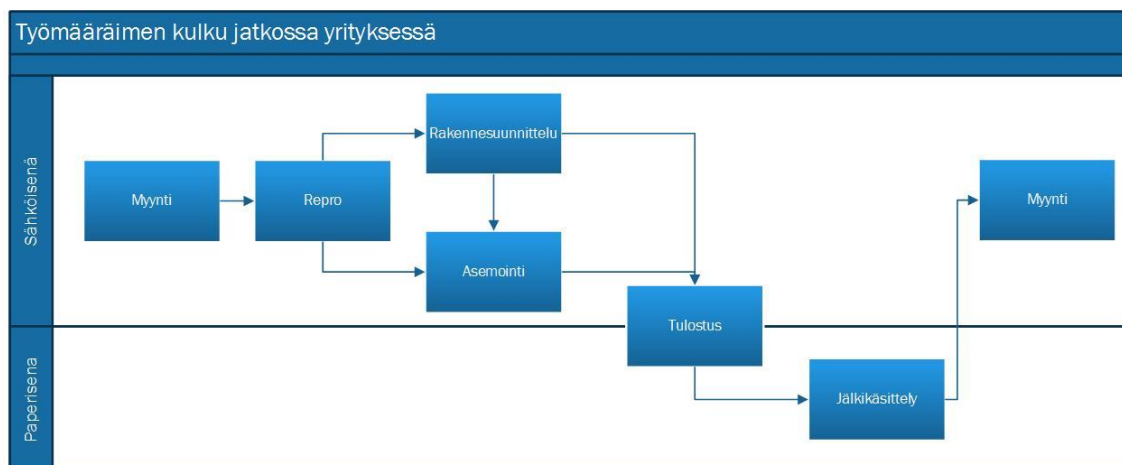 Työmääräimen kulku jatkossa yrityksessä
Sähköisenä
Myynti
Repro
Rakennesuunnittelu
Asemointi
Tulostus
Myynti
Paperisena
Jälkikäsittely